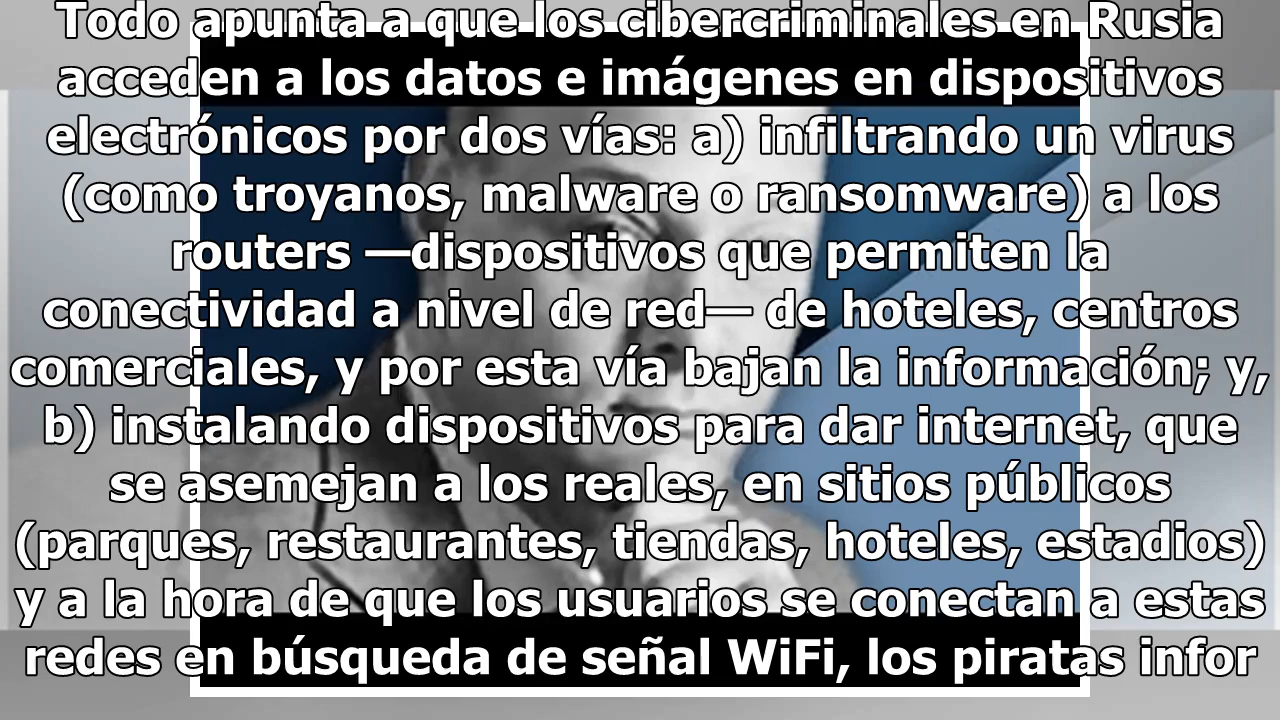 Todo apunta a que los cibercriminales en Rusia
acceden a los datos e imágenes en dispositivos
electrónicos por dos vías: a) infiltrando un virus
(como troyanos, malware o ransomware) a los
routers —dispositivos que permiten la
conectividad a nivel de red— de hoteles, centros
comerciales, y por esta vía bajan la información; y,
b) instalando dispositivos para dar internet, que
se asemejan a los reales, en sitios públicos
(parques, restaurantes, tiendas, hoteles, estadios)
y a la hora de que los usuarios se conectan a estas
redes en búsqueda de señal WiFi, los piratas infor